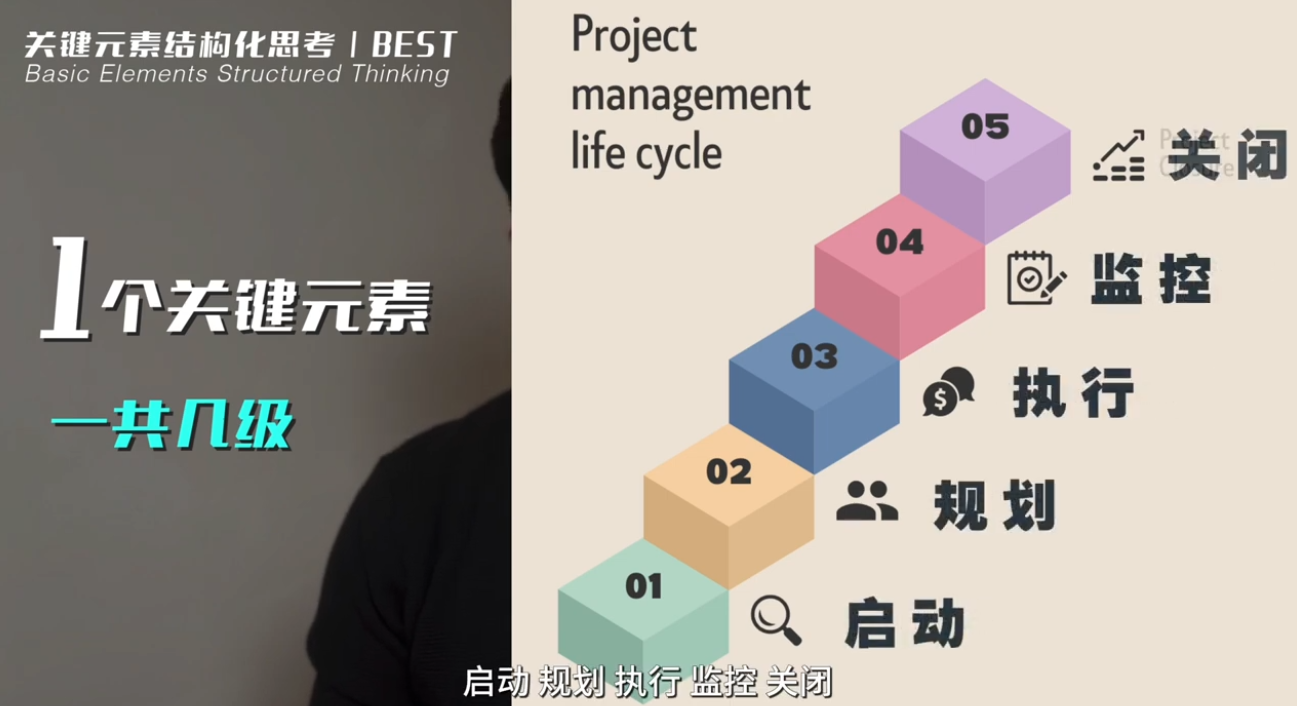 关键元素结构化思考 | BEST
Basic Elements Structured Thinking
1个关键元素
一共几级
Project
management
life cycle
05
Project
Closure
关闭
04
监控
03
执行
02
规划
01
启动
启动 规划 执行 监控 关闭